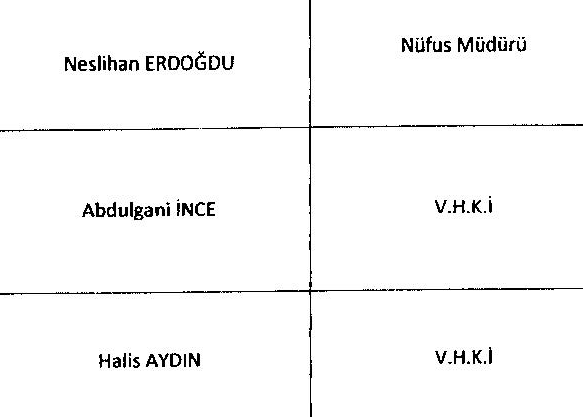 Neslihan ERDOĞDU
Nüfus Müdürü
Abdulgani İNCE
V.H.K.İ
Halis AYDIN
V.H.K.İ